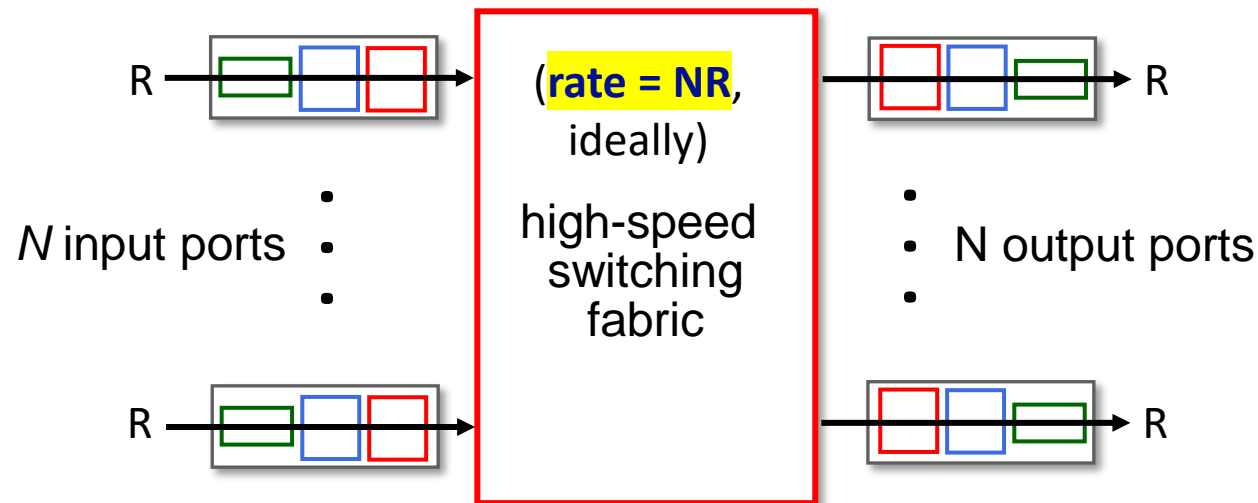 R
(rate = NR,
ideally)
R
N input ports
high-speed
switching
fabric
N output ports
R
R